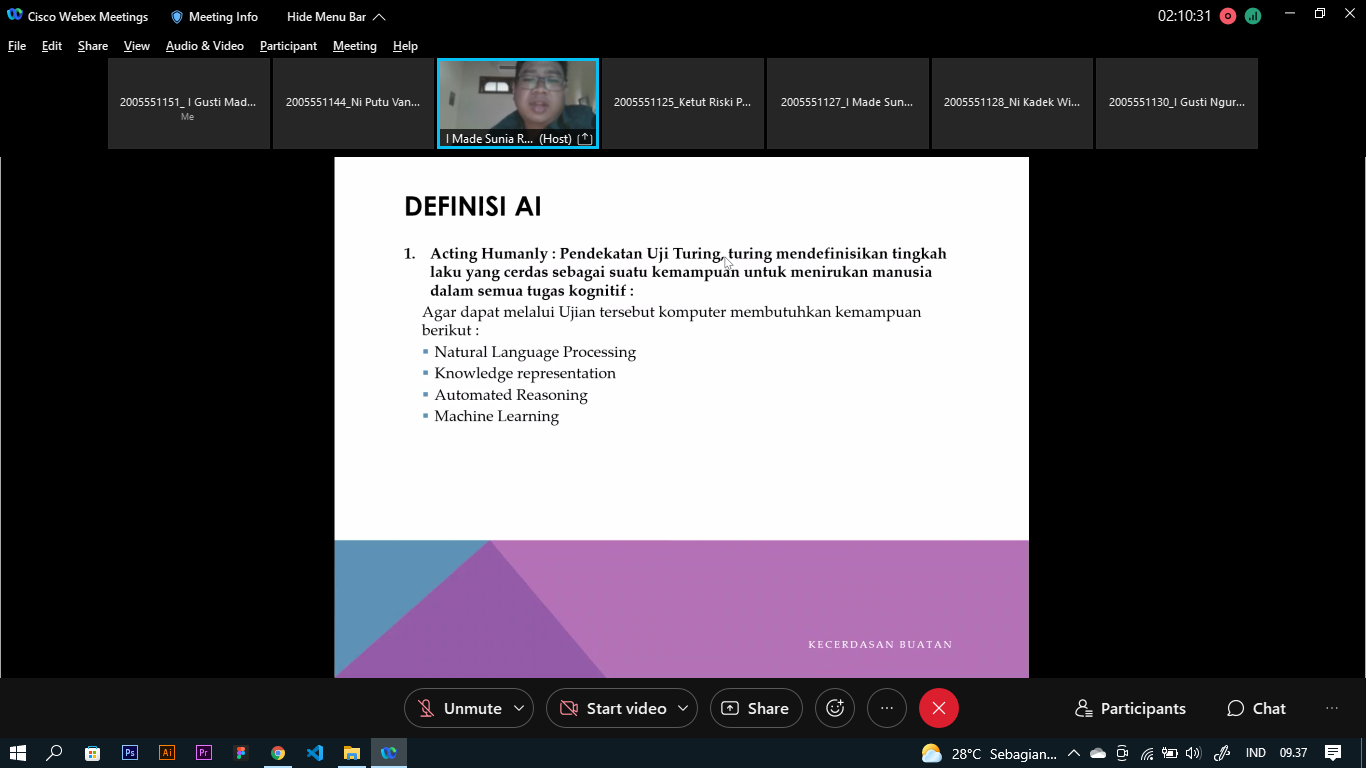 Cisco Webex Meetings Meeting Info Hide Menu Bar 02:10:31
File Edit Share View Audio & Video Participant Meeting Help
2005551151_ I Gusti Mad... 2005551144_Ni Putu Van... 2005551125_Ketut Riski P... 2005551127_I Made Sun... 2005551128_Ni Kadek Wi... 2005551130_I Gusti Ngur...
Me
I Made Sunia R... (Host)
DEFINISI AI
1. Acting Humanly : Pendekatan Uji Turing, turing mendefinisikan tingkah
laku yang cerdas sebagai suatu kemampuan untuk menirukan manusia
dalam semua tugas kognitif :
Agar dapat melalui Ujian tersebut komputer membutuhkan kemampuan
berikut :
▪ Natural Language Processing
▪ Knowledge representation
▪ Automated Reasoning
▪ Machine Learning
KECERDASAN BUATAN
Unmute Start video Share Participants Chat
Ps Ai Pr 28°C Sebagian... IND 09.37